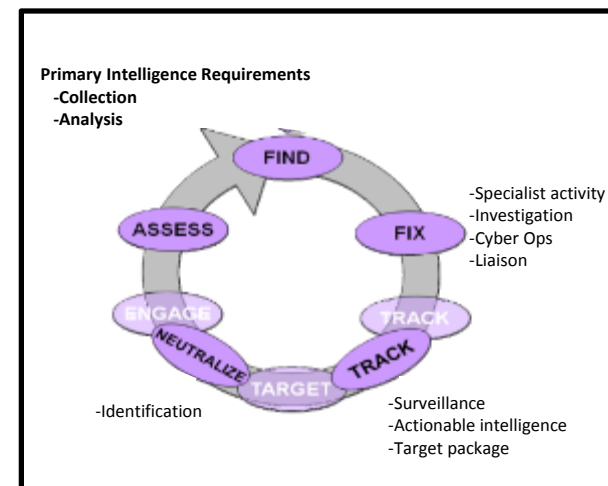 Primary Intelligence Requirements
-Collection
-Analysis
FIND
-Specialist activity
-Investigation
-Cyber Ops
-Liaison
ASSESS
FIX
ENGAGE
TRACK
NEUTRALIZE
TRACK
TARGET
-Identification
-Surveillance
-Actionable intelligence
-Target package